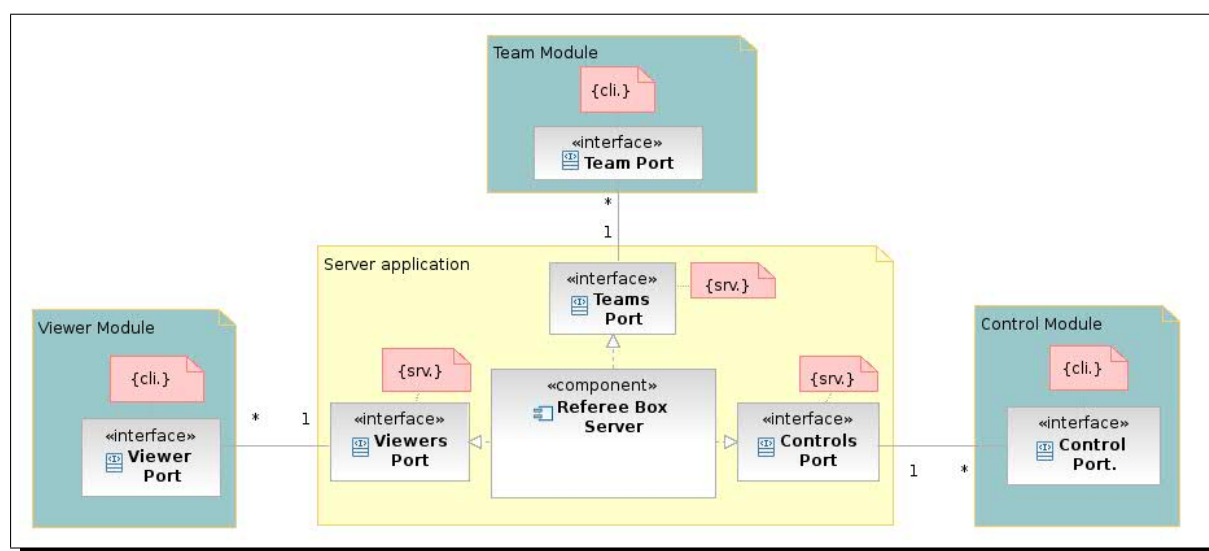 Team Module
{cli.}
«interface»
Team Port
*
1
Server application
«interface»
Teams
Port
{srv.}
Viewer Module
{cli.}
«interface»
Viewer
Port
*
1
{srv.}
«interface»
Viewers
Port
«component»
Referee Box
Server
{srv.}
«interface»
Controls
Port
1
*
Control Module
{cli.}
«interface»
Control
Port.